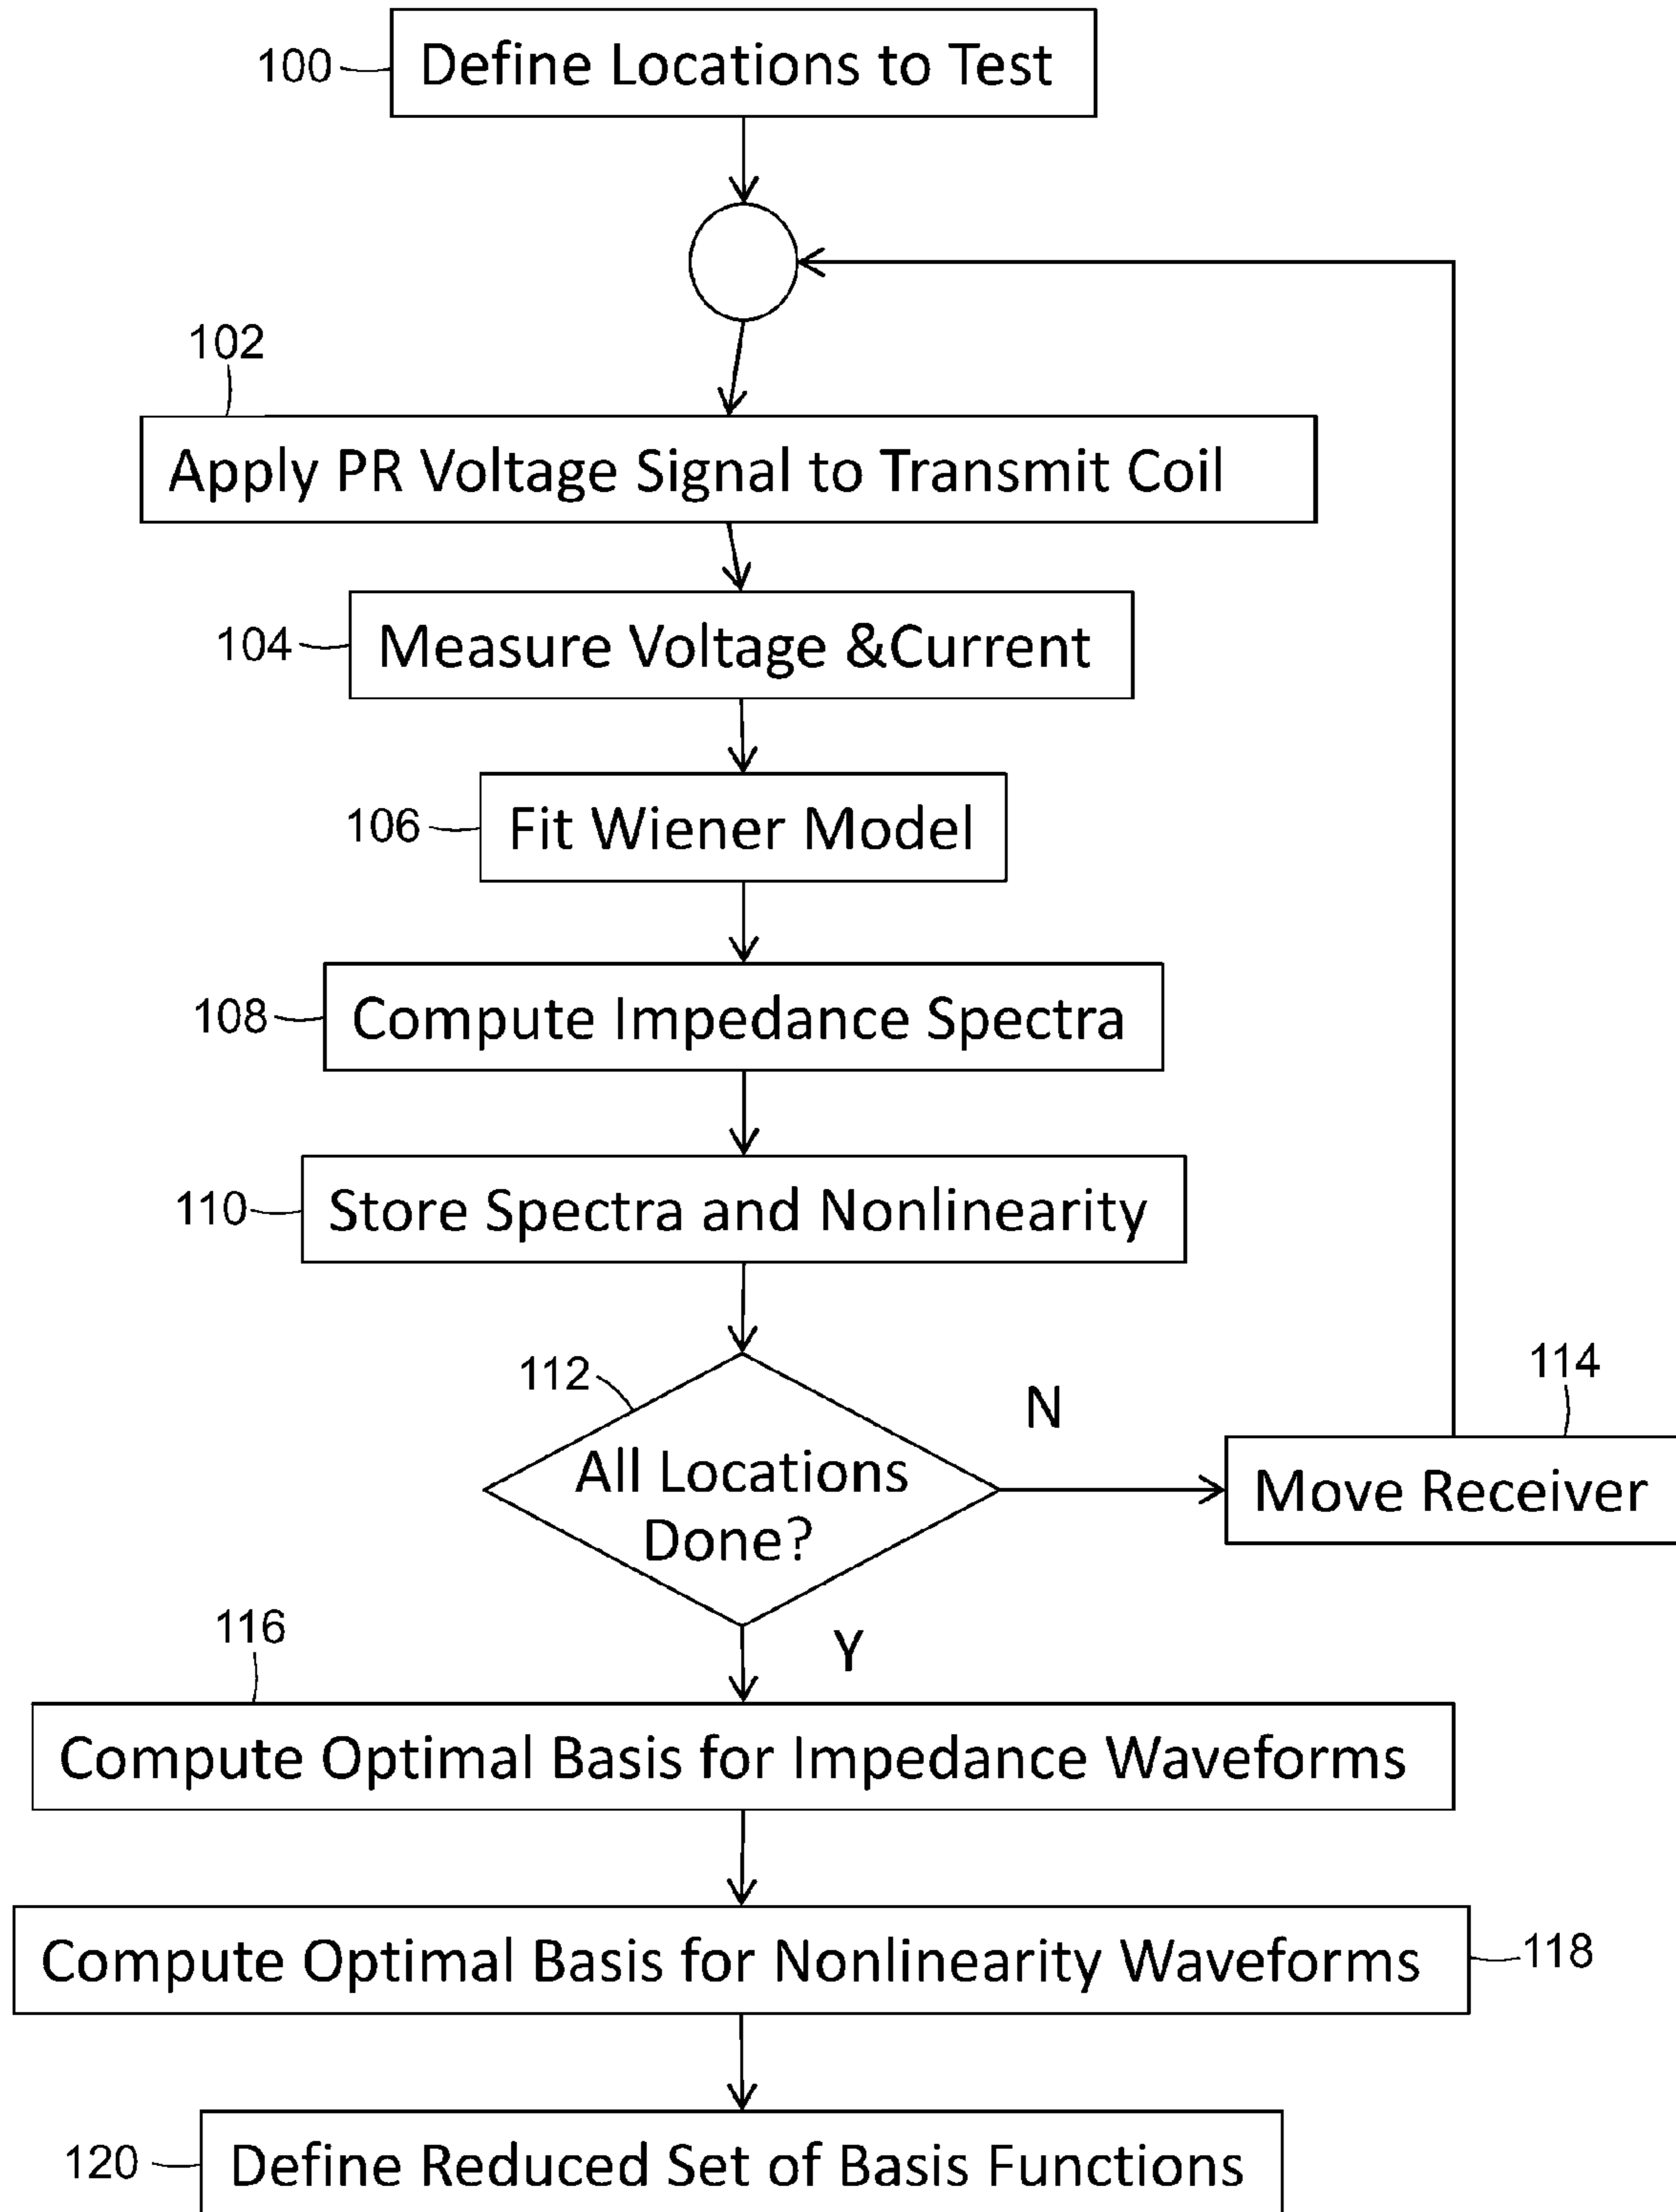 100
Define Locations to Test
102
Apply PR Voltage Signal to Transmit Coil
104
Measure Voltage &Current
106
Fit Wiener Model
108
Compute Impedance Spectra
110
Store Spectra and Nonlinearity
112
All Locations
Done?
N
114
Move Receiver
Y
116
Compute Optimal Basis for Impedance Waveforms
Compute Optimal Basis for Nonlinearity Waveforms
118
120
Define Reduced Set of Basis Functions